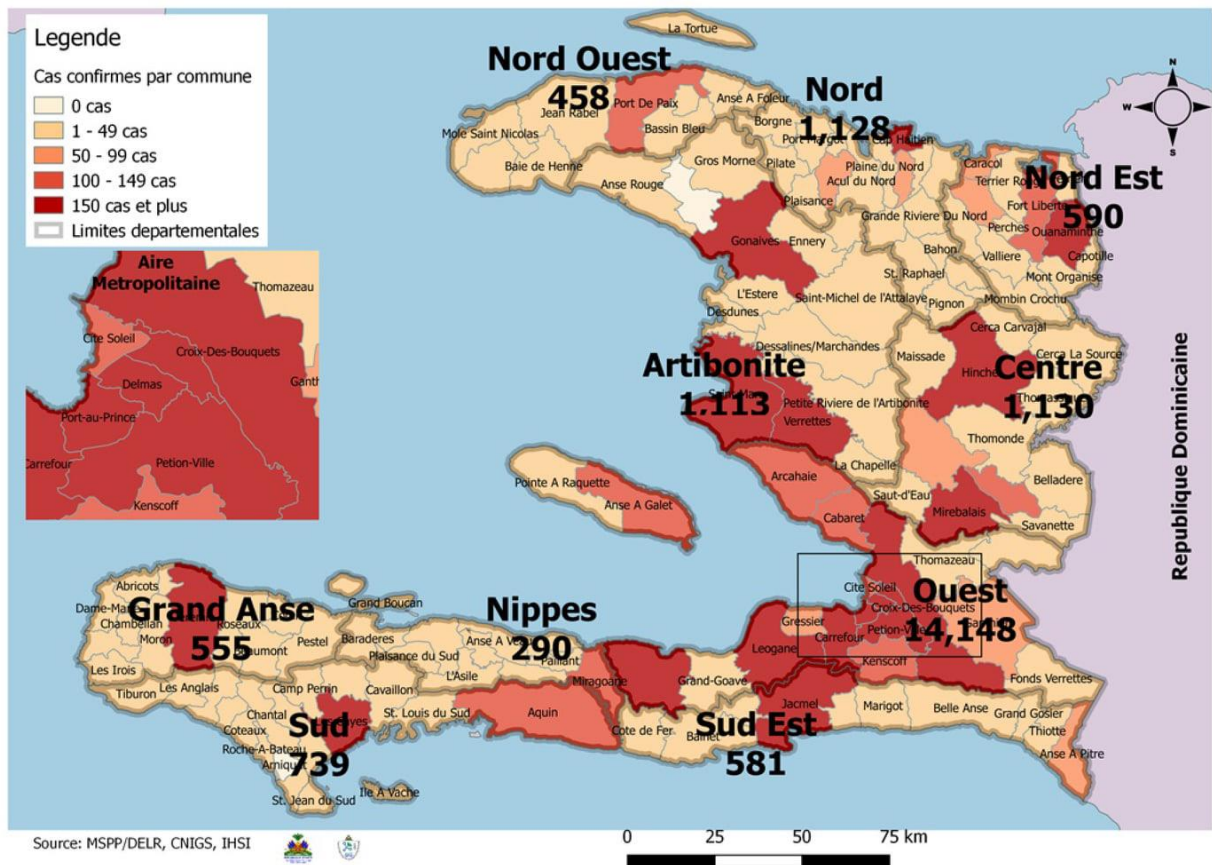 Legende
Cas confirmes par commune
0 cas
1 - 49 cas
50 - 99 cas
100 - 149 cas
150 cas et plus
Limites departementales
La Tortue
Nord Ouest
458
Port De Paix
Jean Rabel
Anse A Foleur
Bassin Bleu
Mole Saint Nicolas
Baie de Henne
Nord
1,128
Borgne
Cap Haitien
Pilate
Plaine du Nord
Acul du Nord
Plaisance
Grande Riviere Du Nord
Bahon
St. Raphael
Pignon
N
W
E
S
Caracol
Nord Est
590
Perches
Ouanaminthe
Capotille
Valliere
Mont Organise
Mombin Crochu
Gros Morne
Anse Rouge
Gonaives
Ennery
Saint-Michel de l'Attalaye
L'Estere
Desdunes
Dessalines/Marchandes
Artibonite
1,113
Petite Riviere de l'Artibonite
Verrettes
La Chapelle
Cerca Carvajal
Maissade
Cerca La Source
Centre
1,130
Thomonde
Belladere
Saut-d'Eau
Mirebalais
Savanette
Republique Dominicaine
Aire
Metropolitaine
Thomazeau
Cite Soleil
Croix-Des-Bouquets
Delmas
Port-au-Prince
Carrefour
Petion-Ville
Kenscoff
Pointe A Raquette
Anse A Galet
Arcahaie
Cabaret
Thomazeau
Cite Soleil
Ouest
14,148
Croix-Des-Bouquets
Gressier
Carrefour
Leogane
Kenscoff
Fonds Verrettes
Grand-Goave
Abricots
Grand Anse
555
Chambellan
Moron
Pestel
Les Irois
Grand Boucan
Nippes
290
Baraderes
Plaisance du Sud
L'Asile
Paillant
Miragoane
Tiburon
Les Anglais
Camp Perrin
Cavaillon
St. Louis du Sud
Aquin
Chantal
Coteaux
Sud
739
Roche-A-Bateau
St. Jean du Sud
Ile A Vache
Cote de Fer
Jacmel
Sud Est
581
Marigot
Belle Anse
Grand Gosier
Thiotte
Anse A Pitre
Source: MSPP/DELR, CNIGS, IHSI
0 25 50 75 km